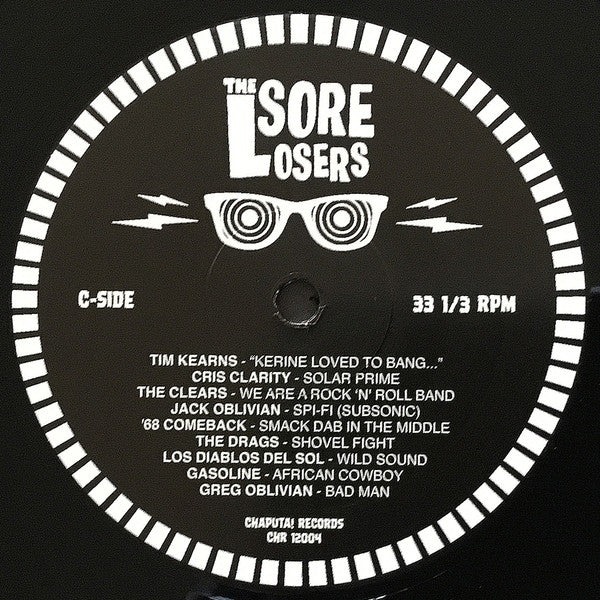 THE
SORE
LOSERS
C-SIDE
33 1/3 RPM
TIM KEARNS - "KERINE LOVED TO BANG..."
CRIS CLARITY - SOLAR PRIME
THE CLEARS - WE ARE A ROCK 'N' ROLL BAND
JACK OBLIVIAN - SPI-FI (SUBSONIC)
'68 COMEBACK - SMACK DAB IN THE MIDDLE
THE DRAGS - SHOVEL FIGHT
LOS DIABLOS DEL SOL - WILD SOUND
GASOLINE - AFRICAN COWBOY
GREG OBLIVIAN - BAD MAN
CHAPUTA! RECORDS
CHR 12004